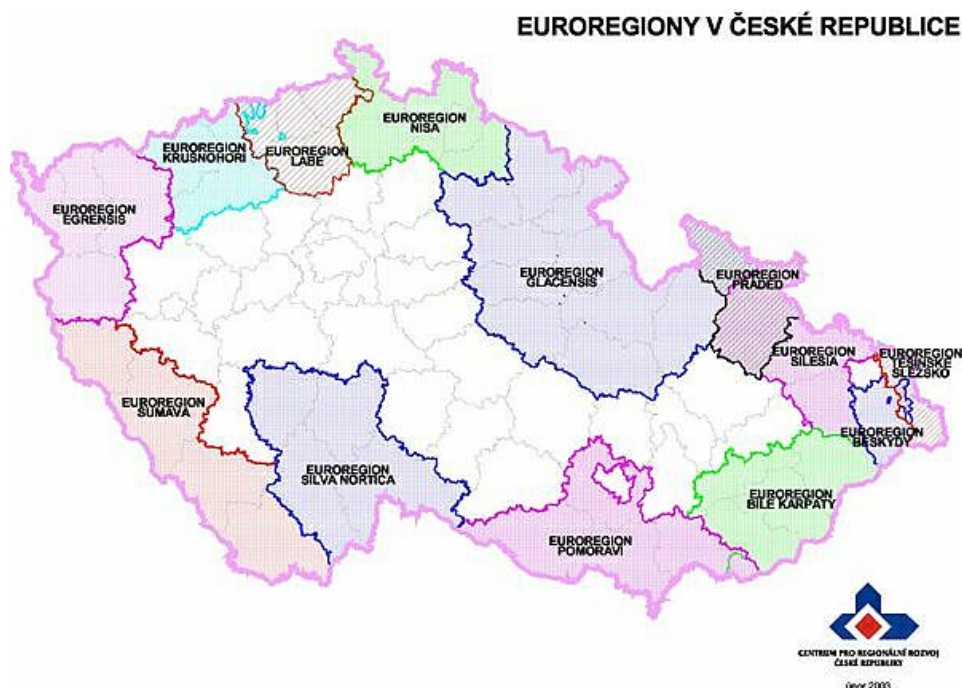 EUROREGIONY V ČESKÉ REPUBLICE
EUROREGION
NISA
EUROREGION
KRUSNOHORI
EUROREGION
LABE
EUROREGION
EGRENSIS
EUROREGION
GLACENSIS
EUROREGION
PRADED
EUROREGION
SILESIA
EUROREGION
TESINSKE
SLEZSKO
EUROREGION
SUMAVA
EUROREGION
BESKYDY
EUROREGION
SILVA NORTICA
EUROREGION
BILE KARPATY
EUROREGION
POMORAVI
CENTRUM PRO REGIONÁLNÍ ROZVOJ
ČESKÉ REPUBLIKY
únor 2003